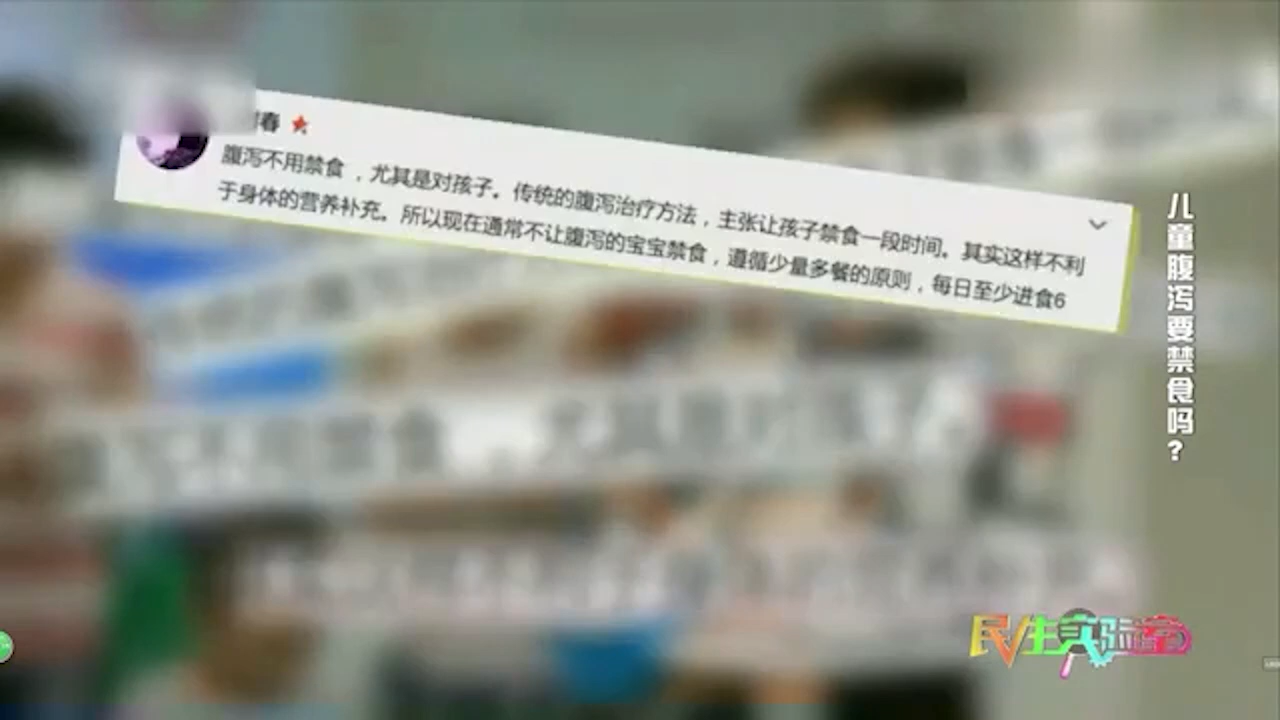 春
腹泻不用禁食，尤其是对孩子。传统的腹泻治疗方法，主张让孩子禁食一段时间。其实这样不利
于身体的营养补充。所以现在通常不让腹泻的宝宝禁食，遵循少量多餐的原则，每日至少进食6
儿童腹泻要禁食吗？
民生实验室